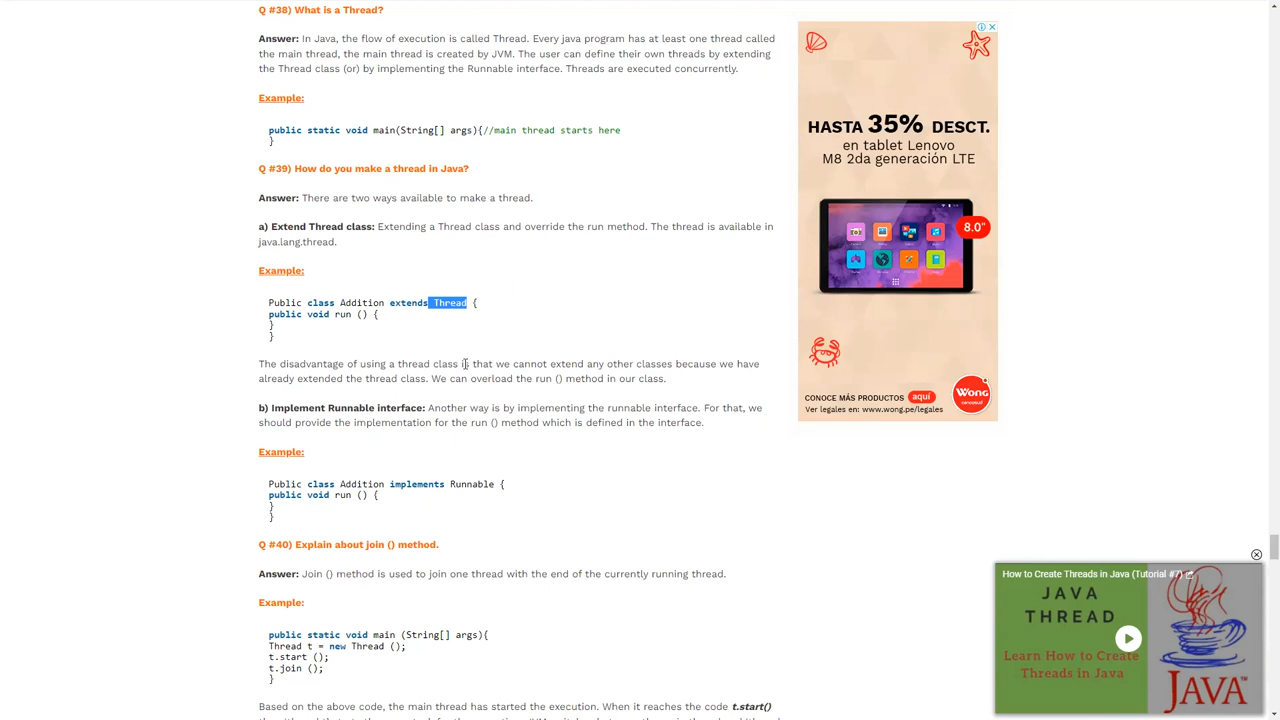 Q #38) What is a Thread?
Answer: In Java, the flow of execution is called Thread. Every java program has at least one thread called
the main thread, the main thread is created by JVM. The user can define their own threads by extending
the Thread class (or) by implementing the Runnable interface. Threads are executed concurrently.
Example:
public static void main(String[] args){//main thread starts here
}
Q #39) How do you make a thread in Java?
Answer: There are two ways available to make a thread.
a) Extend Thread class: Extending a Thread class and override the run method. The thread is available in
java.lang.thread.
Example:
Public class Addition extends Thread {
public void run () {
}
}
The disadvantage of using a thread class is that we cannot extend any other classes because we have
already extended the thread class. We can overload the run () method in our class.
b) Implement Runnable interface: Another way is by implementing the runnable interface. For that, we
should provide the implementation for the run () method which is defined in the interface.
Example:
Public class Addition implements Runnable {
public void run () {
}
}
Q #40) Explain about join () method.
Answer: Join () method is used to join one thread with the end of the currently running thread.
Example:
public static void main (String[] args){
Thread t = new Thread ();
t.start ();
t.join ();
}
Based on the above code, the main thread has started the execution. When it reaches the code t.start()
HASTA 35% DESCT.
en tablet Lenovo
M8 2da generación LTE
8.0"
CONOCE MÁS PRODUCTOS aquí
Ver legales en: www.wong.pe/legales
Wong
cencosud
How to Create Threads in Java (Tutorial #7)
JAVA
THREAD
Learn How to Create
Threads in Java
JAVA™